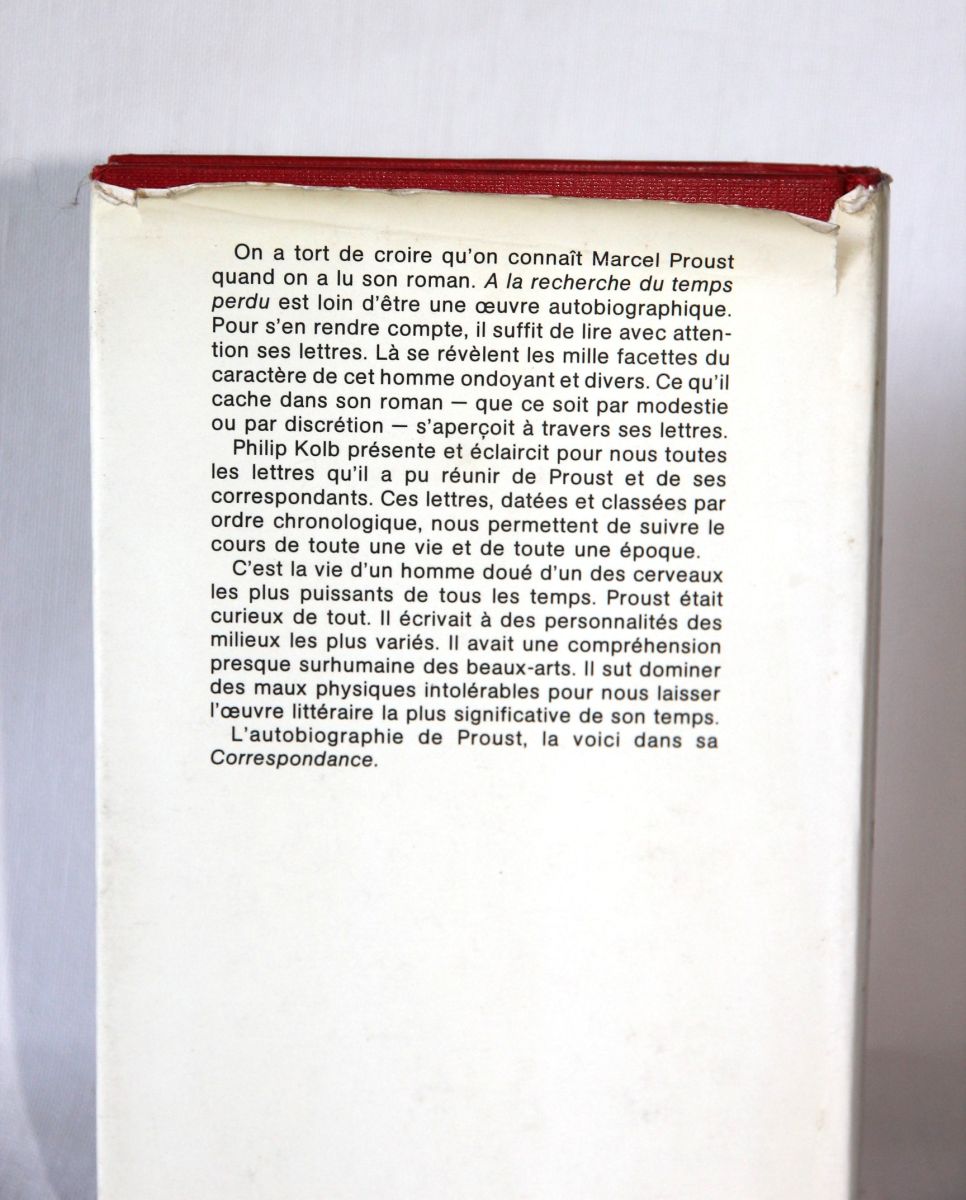 On a tort de croire qu'on connaît Marcel Proust
quand on a lu son roman. A la recherche du temps
perdu est loin d'être une œuvre autobiographique.
Pour s'en rendre compte, il suffit de lire avec atten-
tion ses lettres. Là se révèlent les mille facettes du
caractère de cet homme ondoyant et divers. Ce qu'il
cache dans son roman — que ce soit par modestie
ou par discrétion — s'aperçoit à travers ses lettres.
Philip Kolb présente et éclaircit pour nous toutes
les lettres qu'il a pu réunir de Proust et de ses
correspondants. Ces lettres, datées et classées par
ordre chronologique, nous permettent de suivre le
cours de toute une vie et de toute une époque.
C'est la vie d'un homme doué d'un des cerveaux
les plus puissants de tous les temps. Proust était
curieux de tout. Il écrivait à des personnalités des
milieux les plus variés. Il avait une compréhension
presque surhumaine des beaux-arts. Il sut dominer
des maux physiques intolérables pour nous laisser
l'œuvre littéraire la plus significative de son temps.
L'autobiographie de Proust, la voici dans sa
Correspondance.